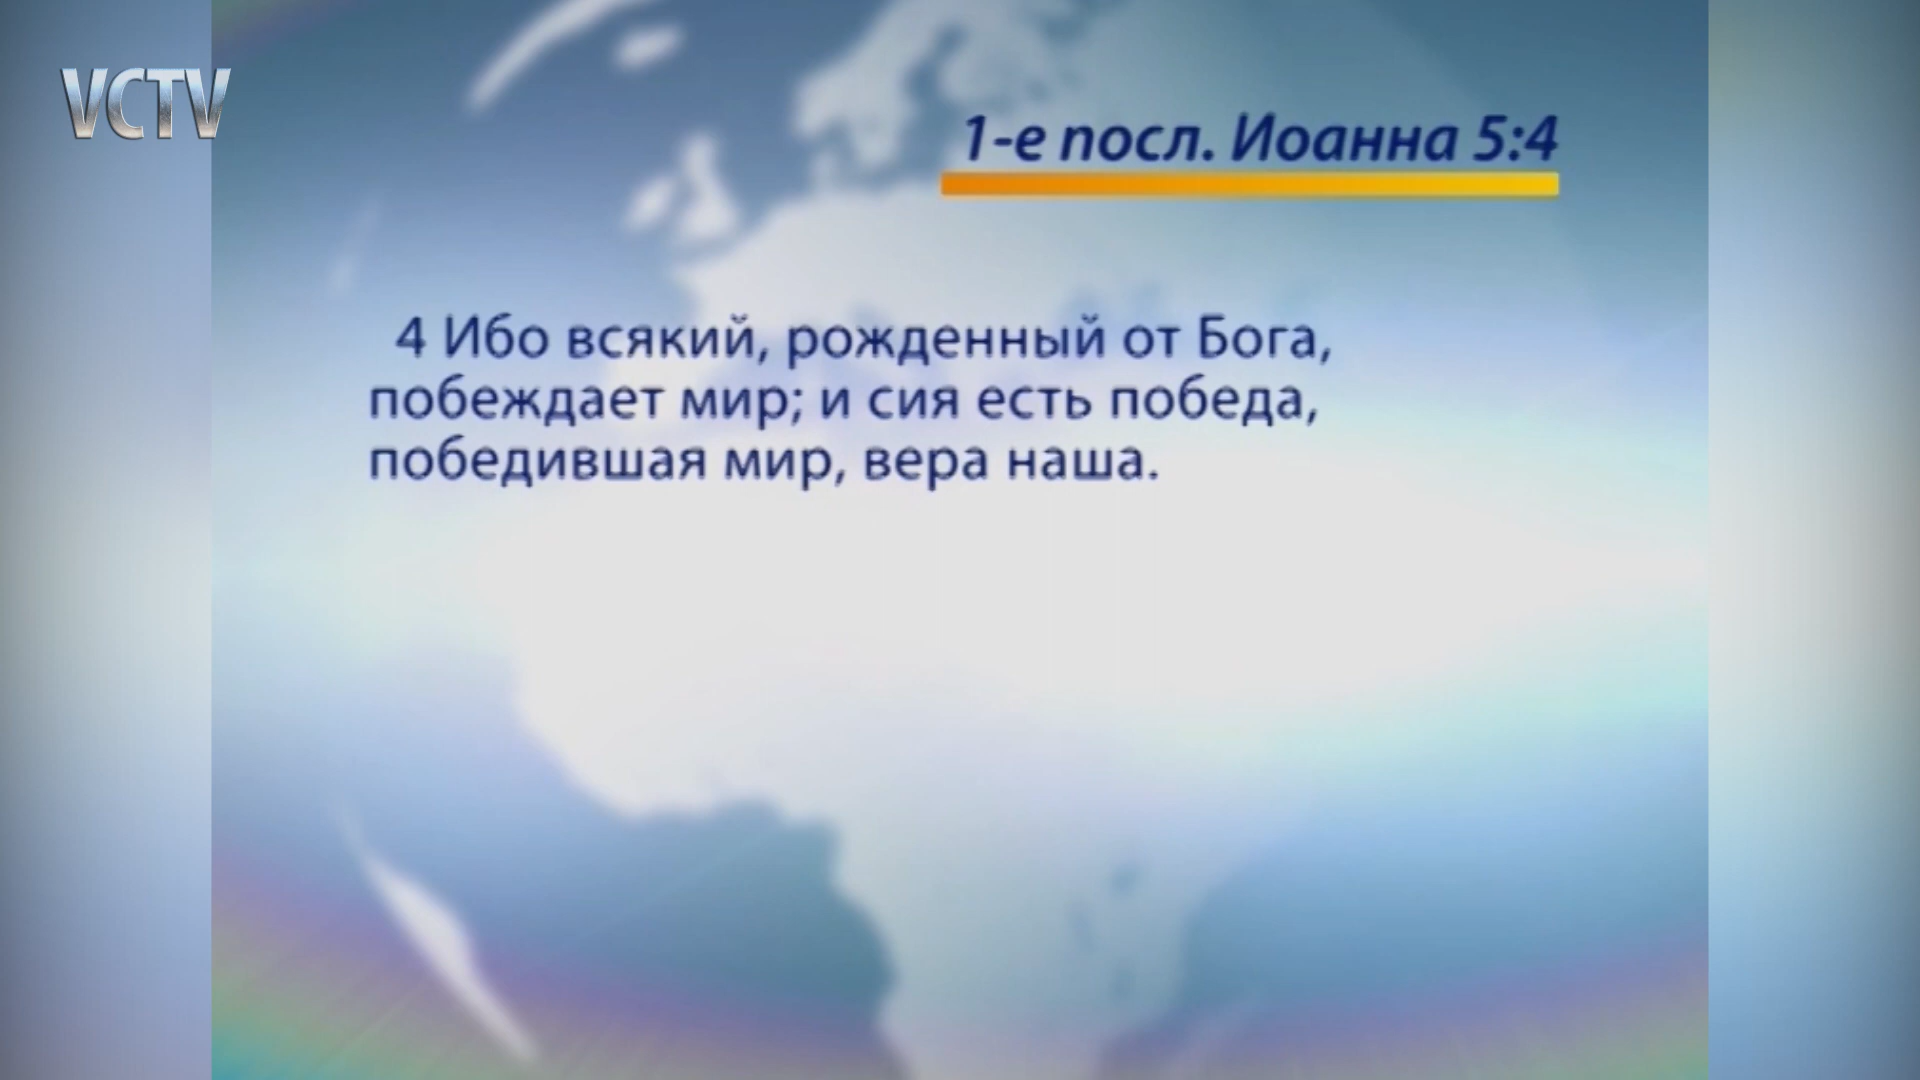 VCTV
1-е посл. Иоанна 5:4
4 Ибо всякий, рожденный от Бога,
побеждает мир; и сия есть победа,
победившая мир, вера наша.